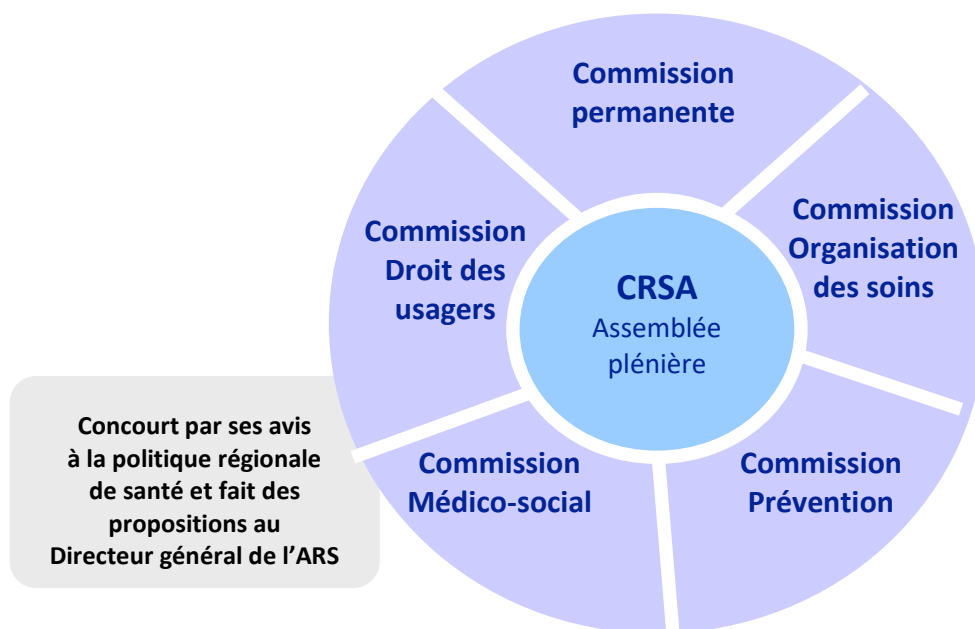 Commission
permanente
Commission
Organisation
des soins
Commission
Droit des
usagers
CRSA
Assemblée
plénière
Commission
Médico-social
Commission
Prévention
Concourt par ses avis
à la politique régionale
de santé et fait des
propositions au
Directeur général de l’ARS